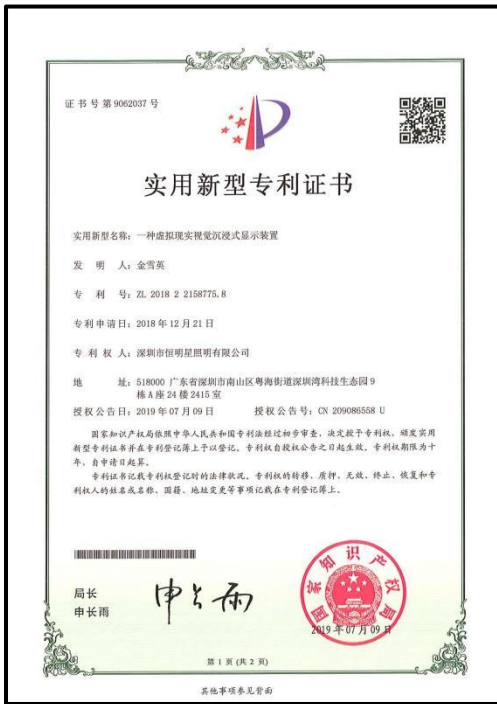 证书号第9062037号
实用新型专利证书
实用新型名称：一种虚拟现实视觉沉浸式显示装置
发 明 人：金雪英
专 利 号：ZL 2018 2 2158775.8
专利申请日：2018年12月21日
专 利 权 人：深圳市恒明星照明有限公司
地 址：518000 广东省深圳市南山区粤海街道深圳湾科技生态园9
栋A座24楼2415室
授权公告日：2019年07月09日 授权公告号：CN 209086558 U
国家知识产权局依照中华人民共和国专利法经过初步审查，决定授予专利权，颁发实用
新型专利证书并在专利登记簿上予以登记。专利权自授权公告之日起生效。专利权期限为十
年，自申请日起算。
专利证书记载专利权登记时的法律状况。专利权的转移、质押、无效、终止、恢复和专
利权人的姓名或名称、国籍、地址变更等事项记载在专利登记簿上。
局长
申长雨
申长雨
国家知识产权局
2019年07月09日
第 1 页 (共 2 页)
其他事项参见背面